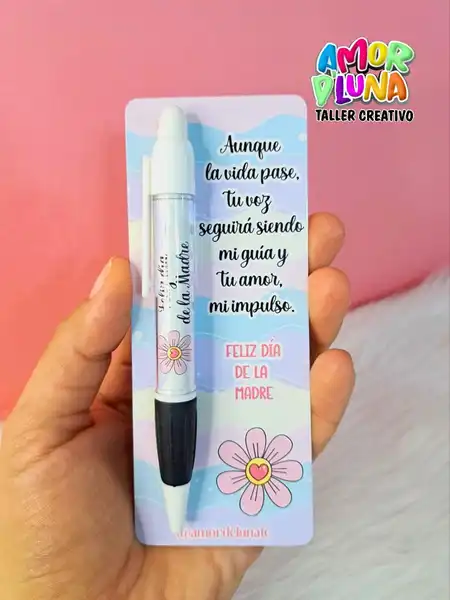 AMOR
D'LUNA
TALLER CREATIVO
Aunque
la vida pase,
Tu voz
seguirá siendo
mi guía y
Tu amor,
mi impulso.
FELIZ DÍA
DE LA
MADRE
Feliz día
de la Madre